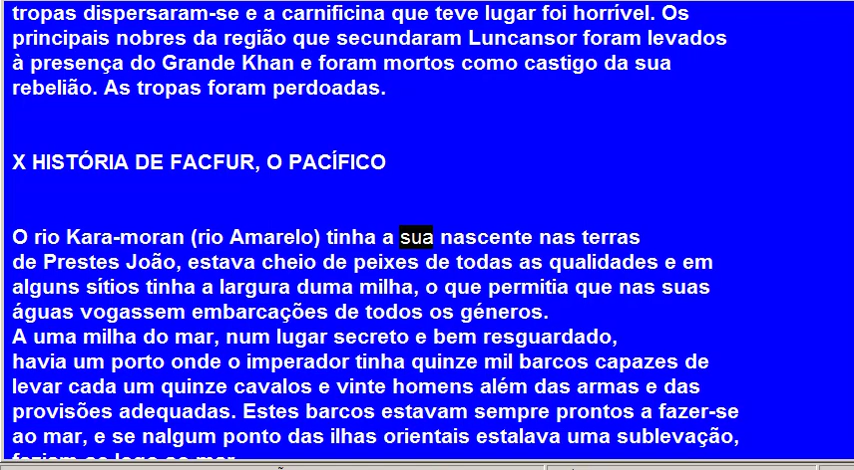 tropas dispersaram-se e a carnificina que teve lugar foi horrível. Os
principais nobres da região que secundaram Luncansor foram levados
à presença do Grande Khan e foram mortos como castigo da sua
rebelião. As tropas foram perdoadas.
X HISTÓRIA DE FACFUR, O PACÍFICO
O rio Kara-moran (rio Amarelo) tinha a sua nascente nas terras
de Prestes João, estava cheio de peixes de todas as qualidades e em
alguns sítios tinha a largura duma milha, o que permitia que nas suas
águas vogassem embarcações de todos os géneros.
A uma milha do mar, num lugar secreto e bem resguardado,
havia um porto onde o imperador tinha quinze mil barcos capazes de
levar cada um quinze cavalos e vinte homens além das armas e das
provisões adequadas. Estes barcos estavam sempre prontos a fazer-se
ao mar, e se nalgum ponto das ilhas orientais estalava uma sublevação,